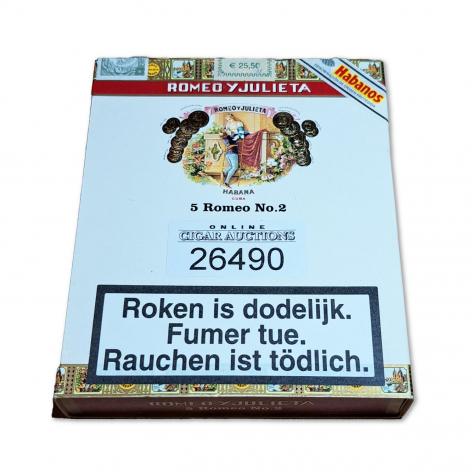 € 25,50
Habanos
ROMEO Y JULIETA
ROMEO Y JULIETA
HABANA
CUBA
5 Romeo No.2
ONLINE
CIGAR AUCTIONS
26490
Roken is dodelijk.
Fumer tue.
Rauchen ist tödlich.
ROMEO Y JULIETA
5 Romeo No.2